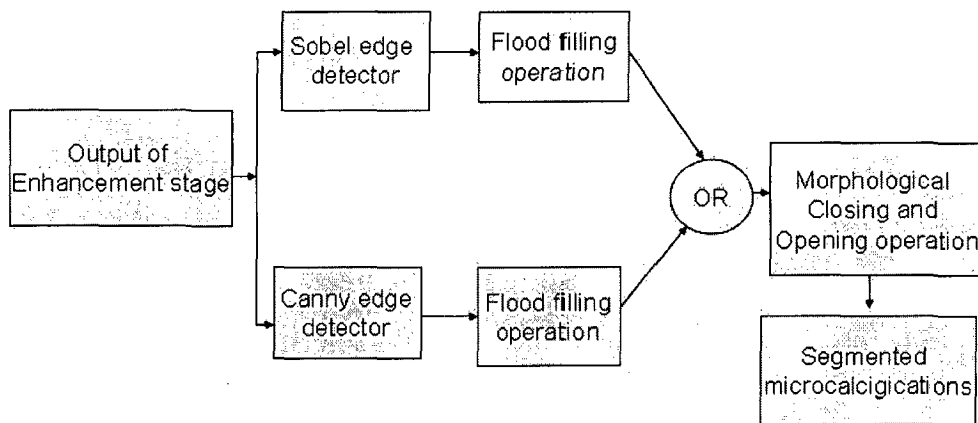 Output of
Enhancement stage
Sobel edge
detector
Flood filling
operation
Canny edge
detector
Flood filling
operation
OR
Morphological
Closing and
Opening operation
Segmented
microcalcigications